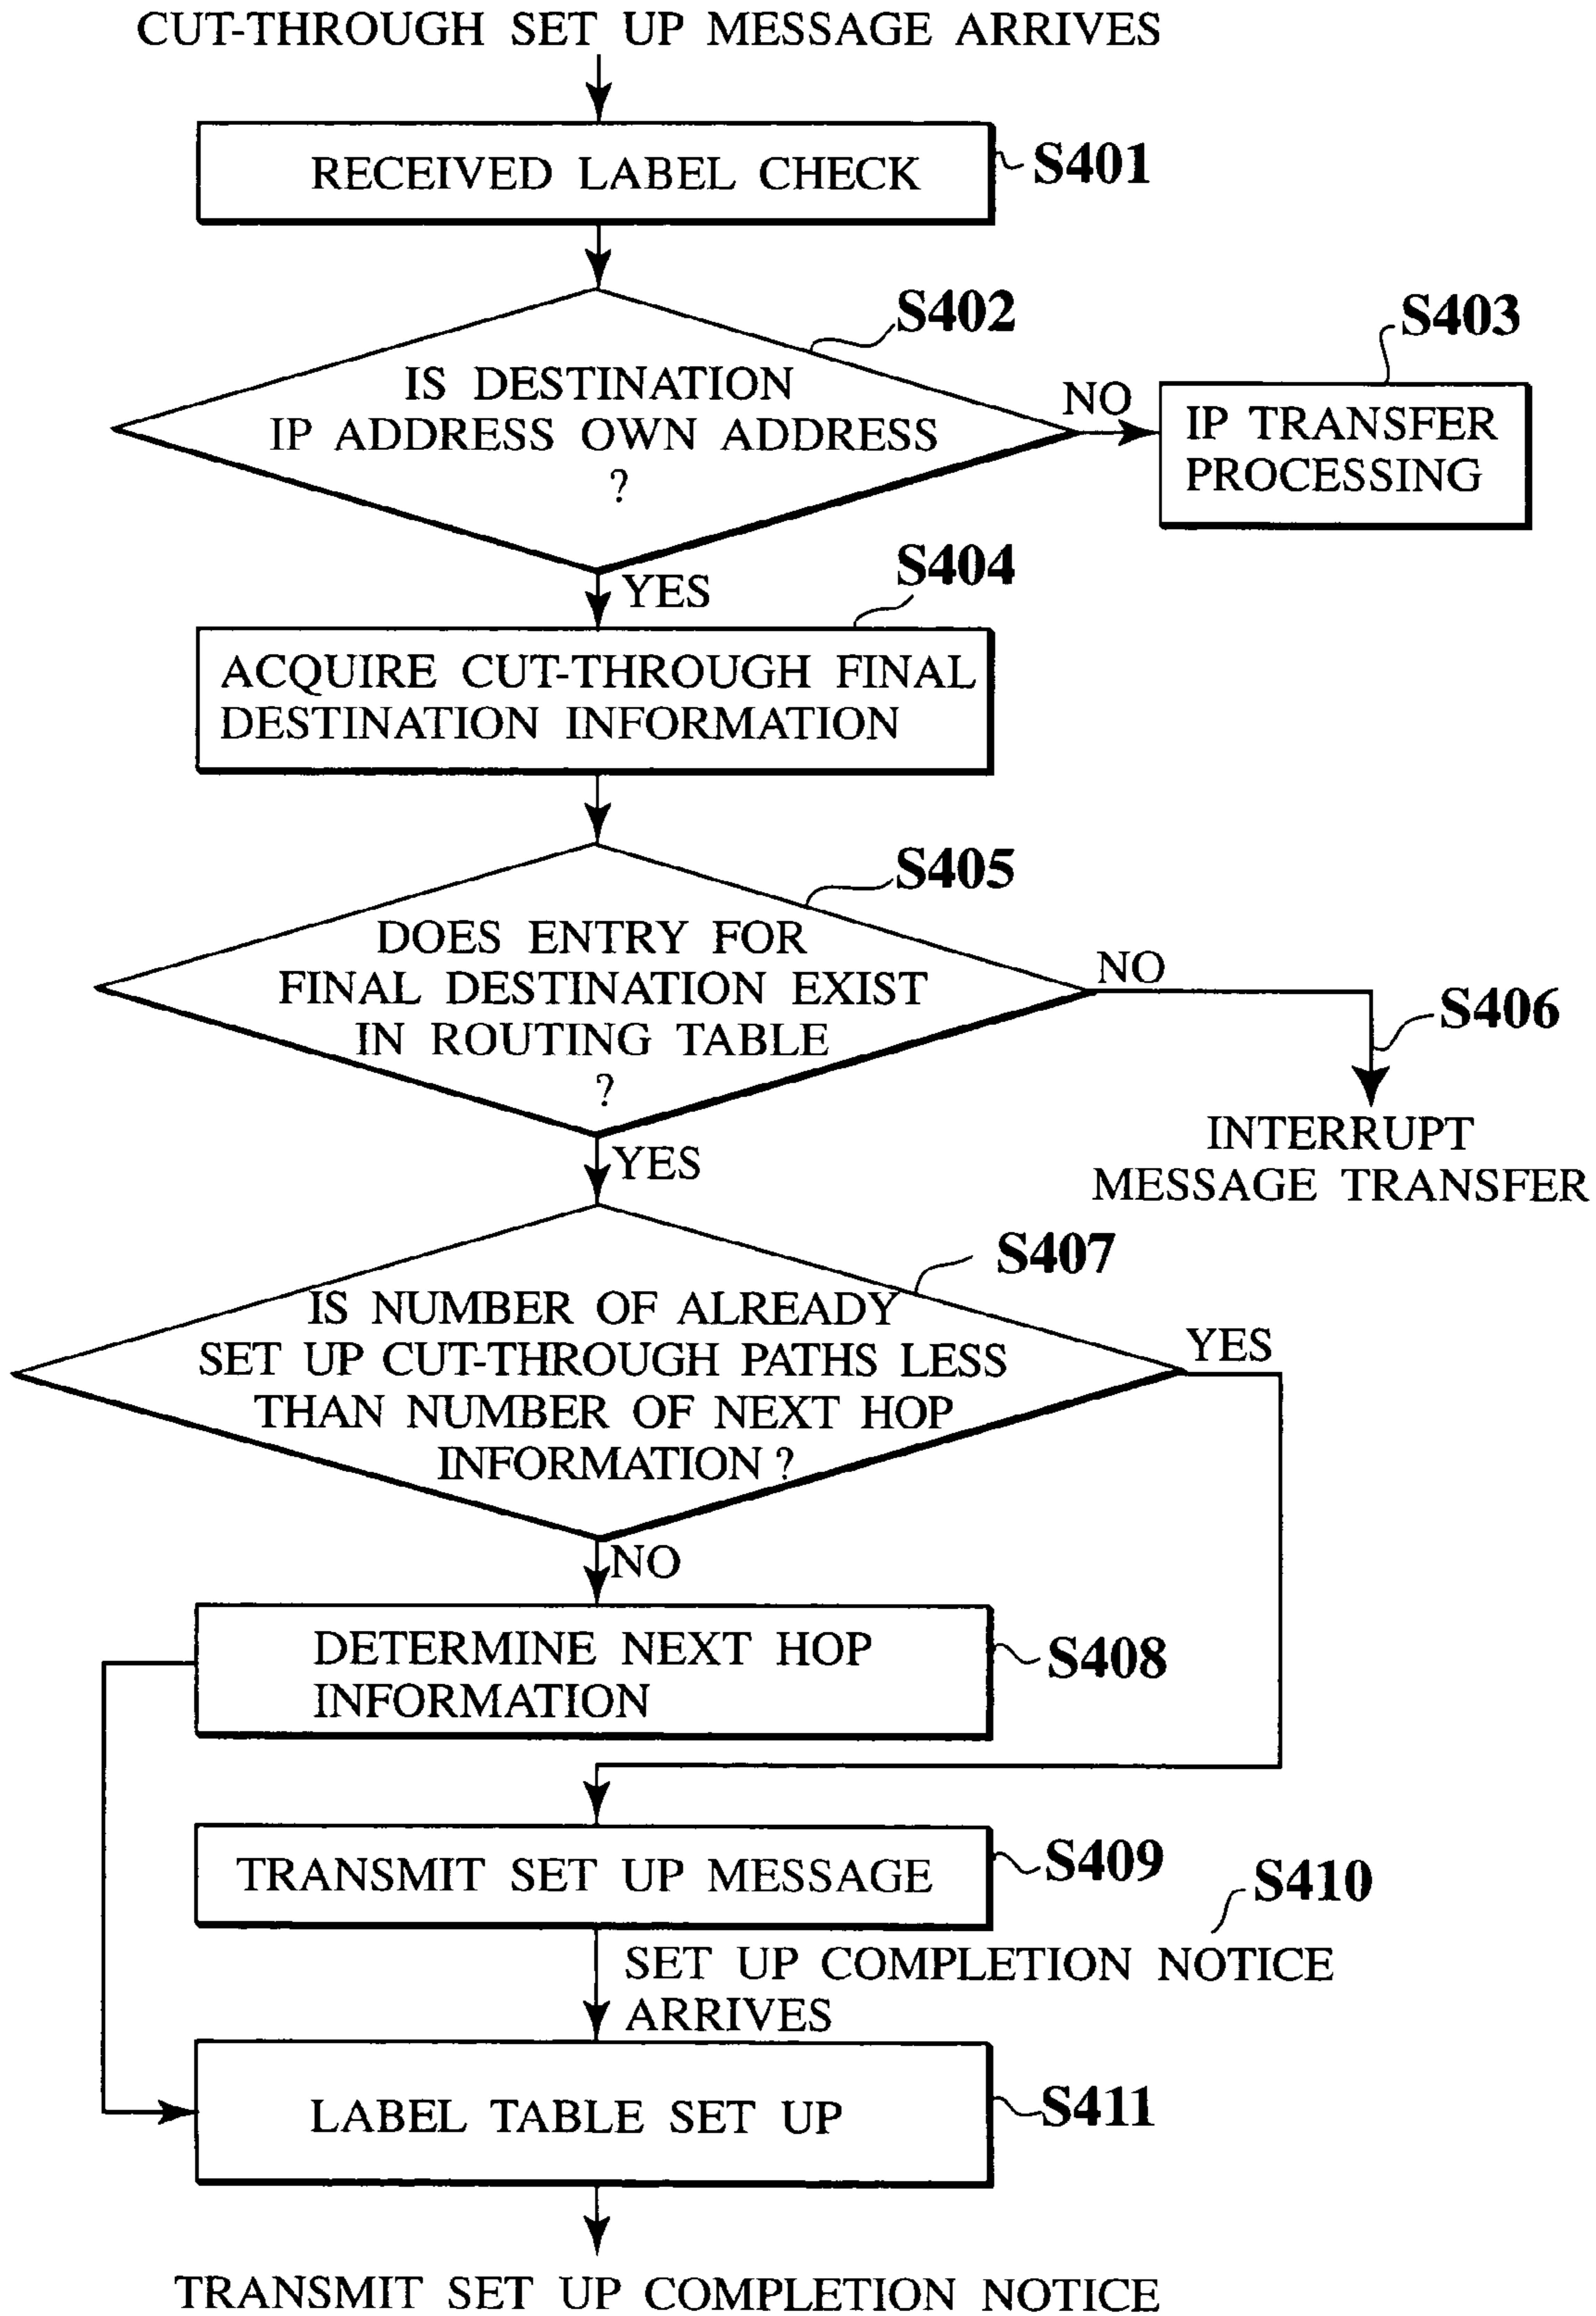 CUT-THROUGH SET UP MESSAGE ARRIVES
RECEIVED LABEL CHECK
S401
S402
IS DESTINATION
IP ADDRESS OWN ADDRESS
?
NO
S403
IP TRANSFER
PROCESSING
YES
S404
ACQUIRE CUT-THROUGH FINAL
DESTINATION INFORMATION
S405
DOES ENTRY FOR
FINAL DESTINATION EXIST
IN ROUTING TABLE
?
NO
S406
INTERRUPT
MESSAGE TRANSFER
YES
S407
IS NUMBER OF ALREADY
SET UP CUT-THROUGH PATHS LESS
THAN NUMBER OF NEXT HOP
INFORMATION ?
YES
NO
DETERMINE NEXT HOP
INFORMATION
S408
TRANSMIT SET UP MESSAGE
S409
S410
SET UP COMPLETION NOTICE
ARRIVES
LABEL TABLE SET UP
S411
TRANSMIT SET UP COMPLETION NOTICE